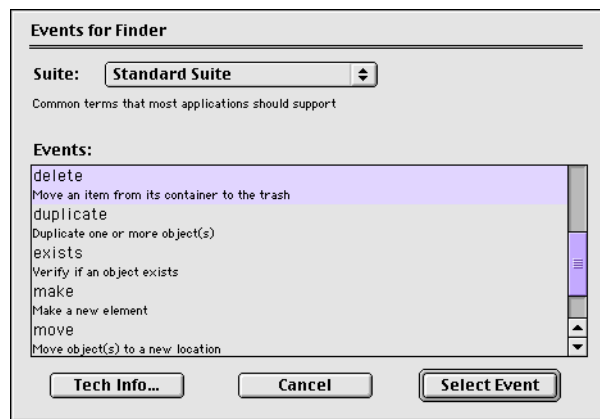 Events for Finder
Suite: Standard Suite
Common terms that most applications should support
Events:
delete
Move an item from its container to the trash
duplicate
Duplicate one or more object(s)
exists
Verify if an object exists
make
Make a new element
move
Move object(s) to a new location
Tech Info... Cancel Select Event